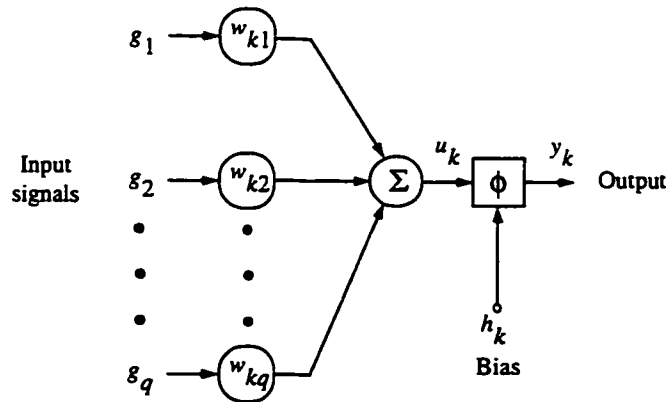 g1 wk1
Input signals
g2 wk2 Σ uk ϕ yk Output
hk
Bias
gq wkq